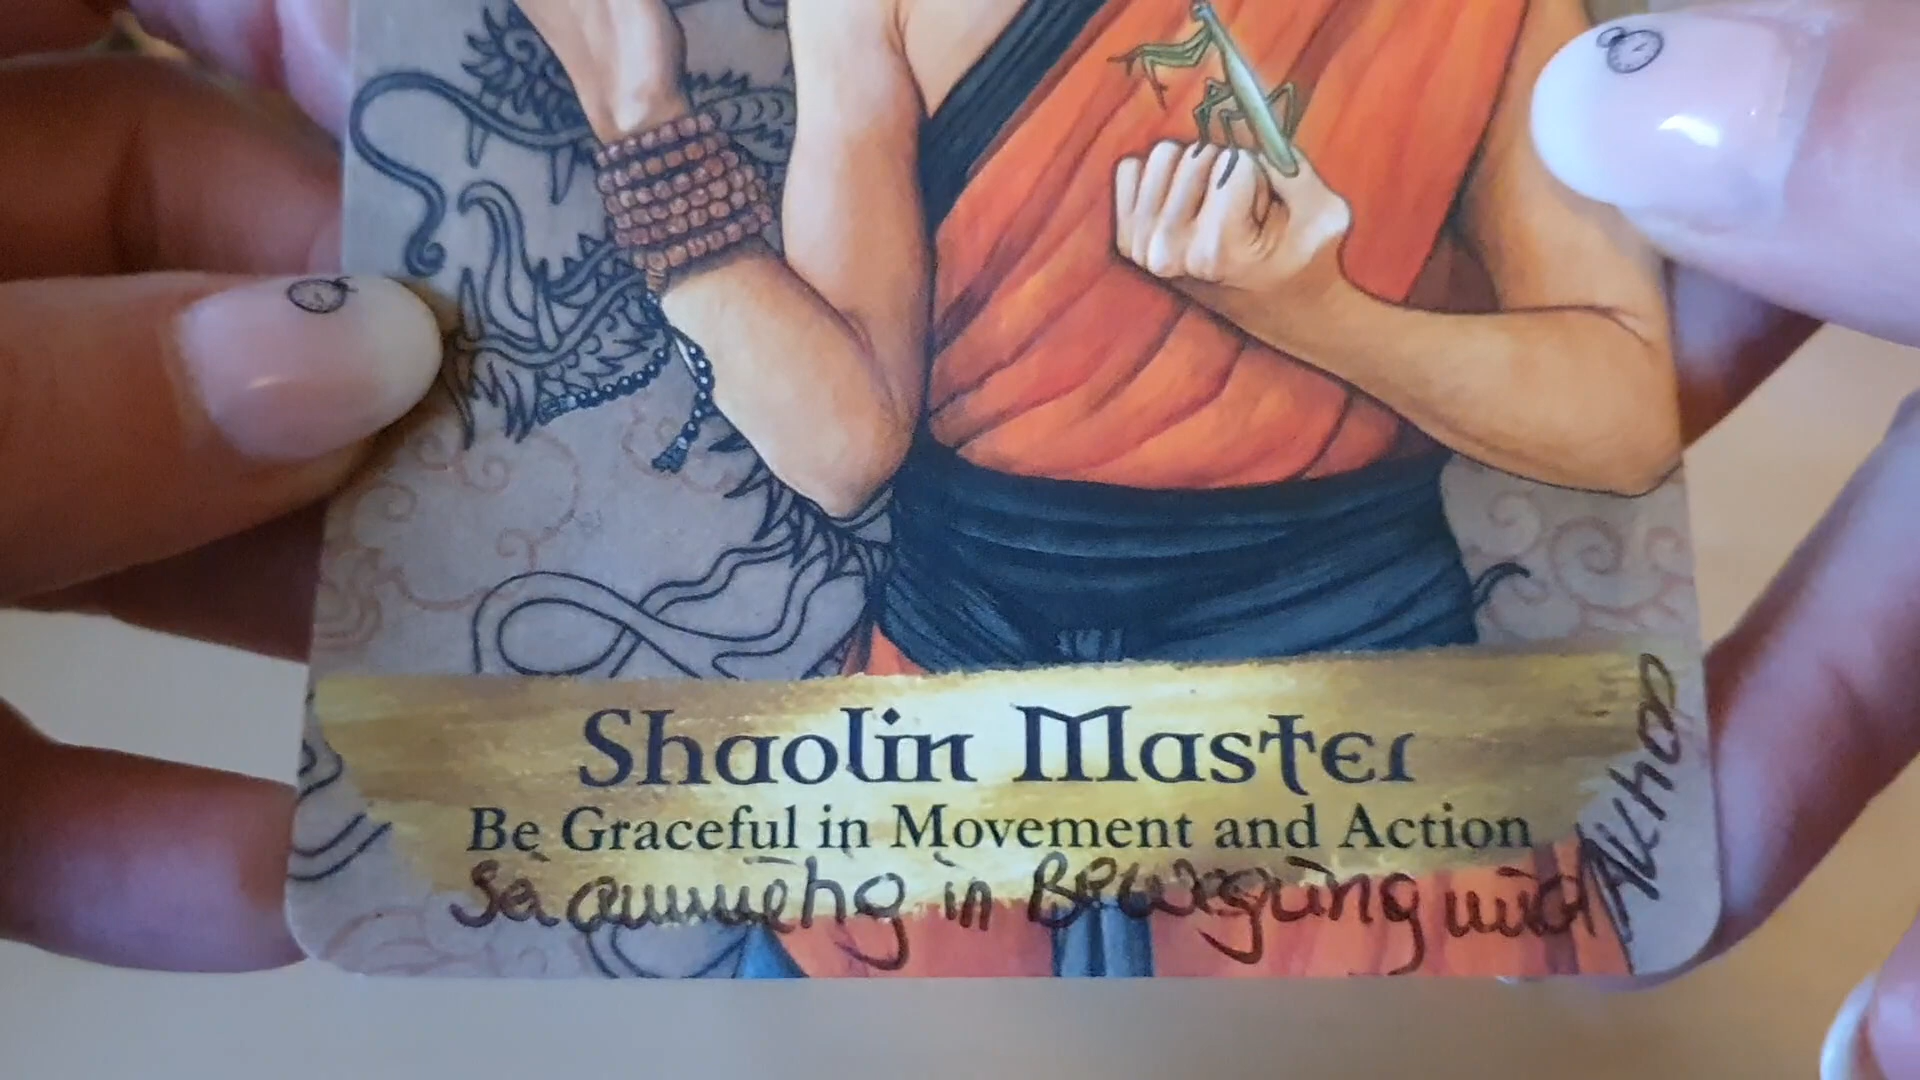 Shaolin Master
Be Graceful in Movement and Action
Sei anmutig in Bewegung und
Aktion